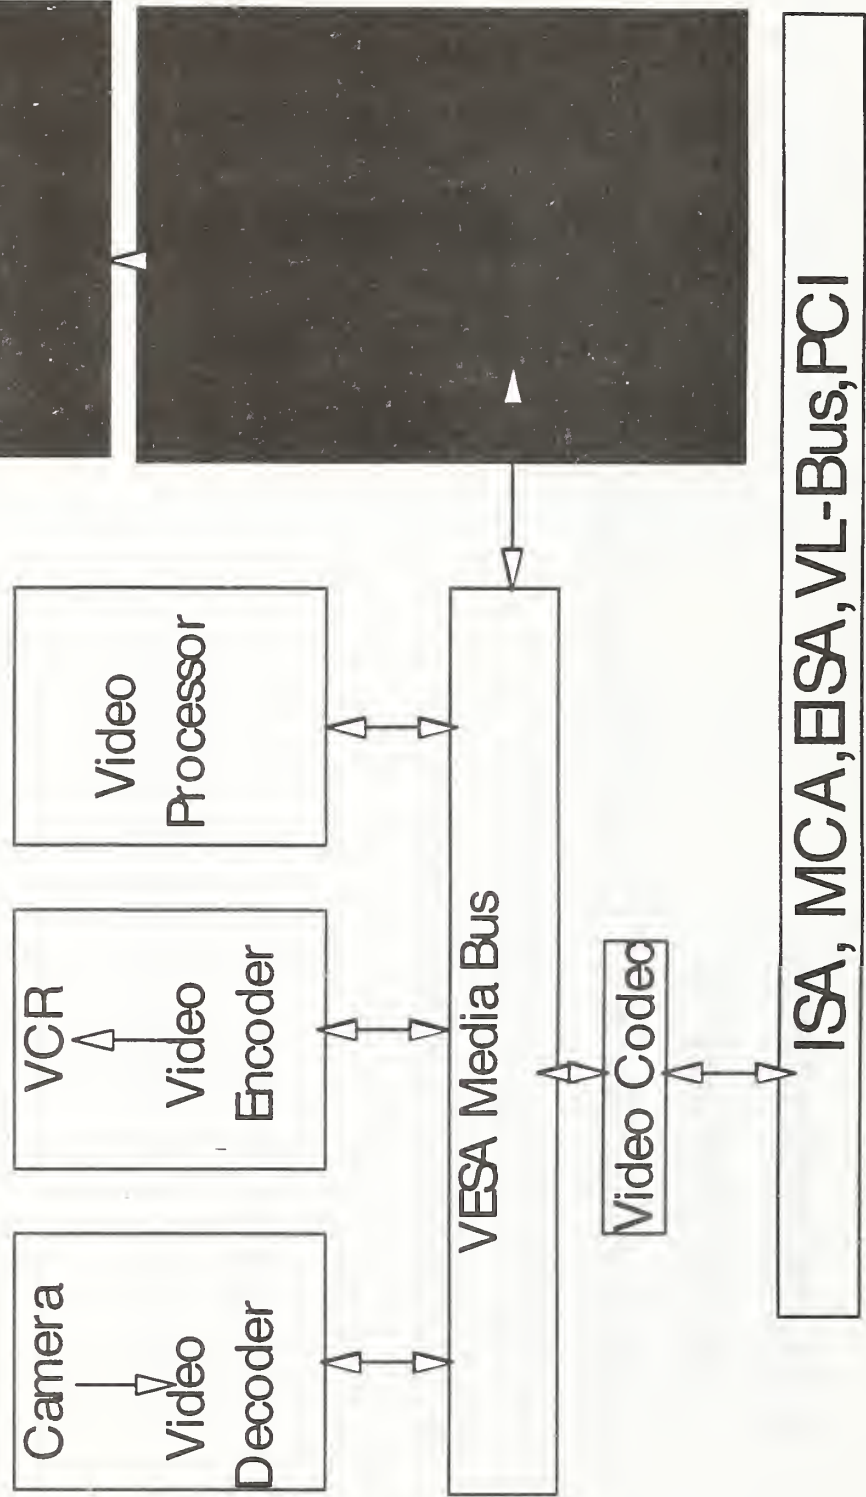 Camera
Video
Decoder
VCR
Video
Encoder
Video
Processor
VESA Media Bus
Video Codec
ISA, MCA, EISA, VL-Bus, PCI